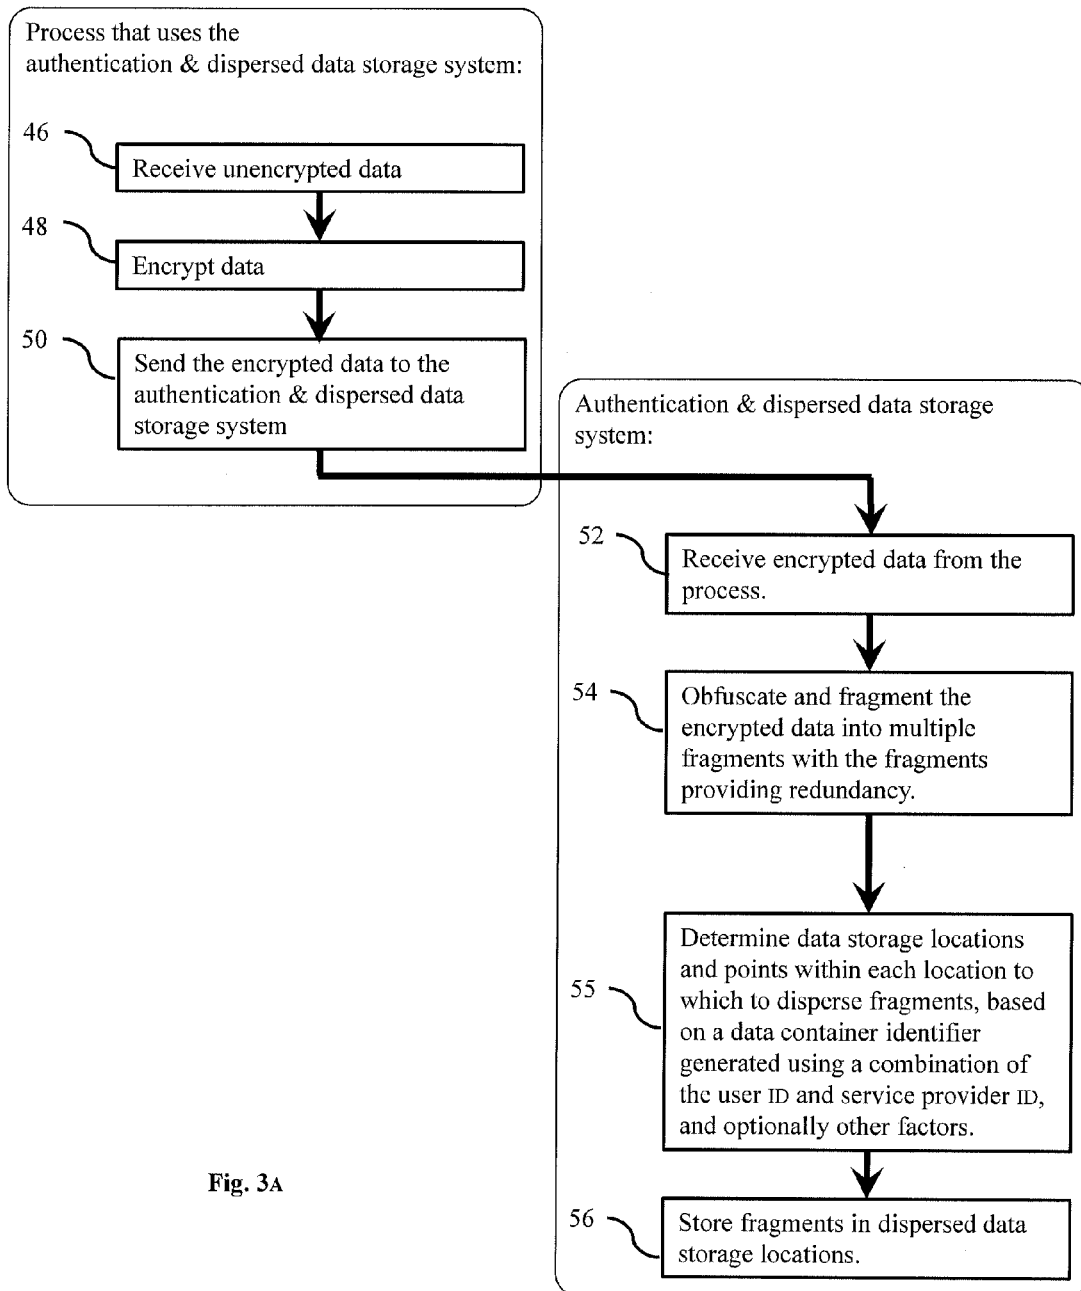 Process that uses the
authentication & dispersed data storage system:
46
Receive unencrypted data
48
Encrypt data
50
Send the encrypted data to the
authentication & dispersed data
storage system
Authentication & dispersed data storage
system:
52
Receive encrypted data from the
process.
54
Obfuscate and fragment the
encrypted data into multiple
fragments with the fragments
providing redundancy.
55
Determine data storage locations
and points within each location to
which to disperse fragments, based
on a data container identifier
generated using a combination of
the user ID and service provider ID,
and optionally other factors.
56
Store fragments in dispersed data
storage locations.
Fig. 3A